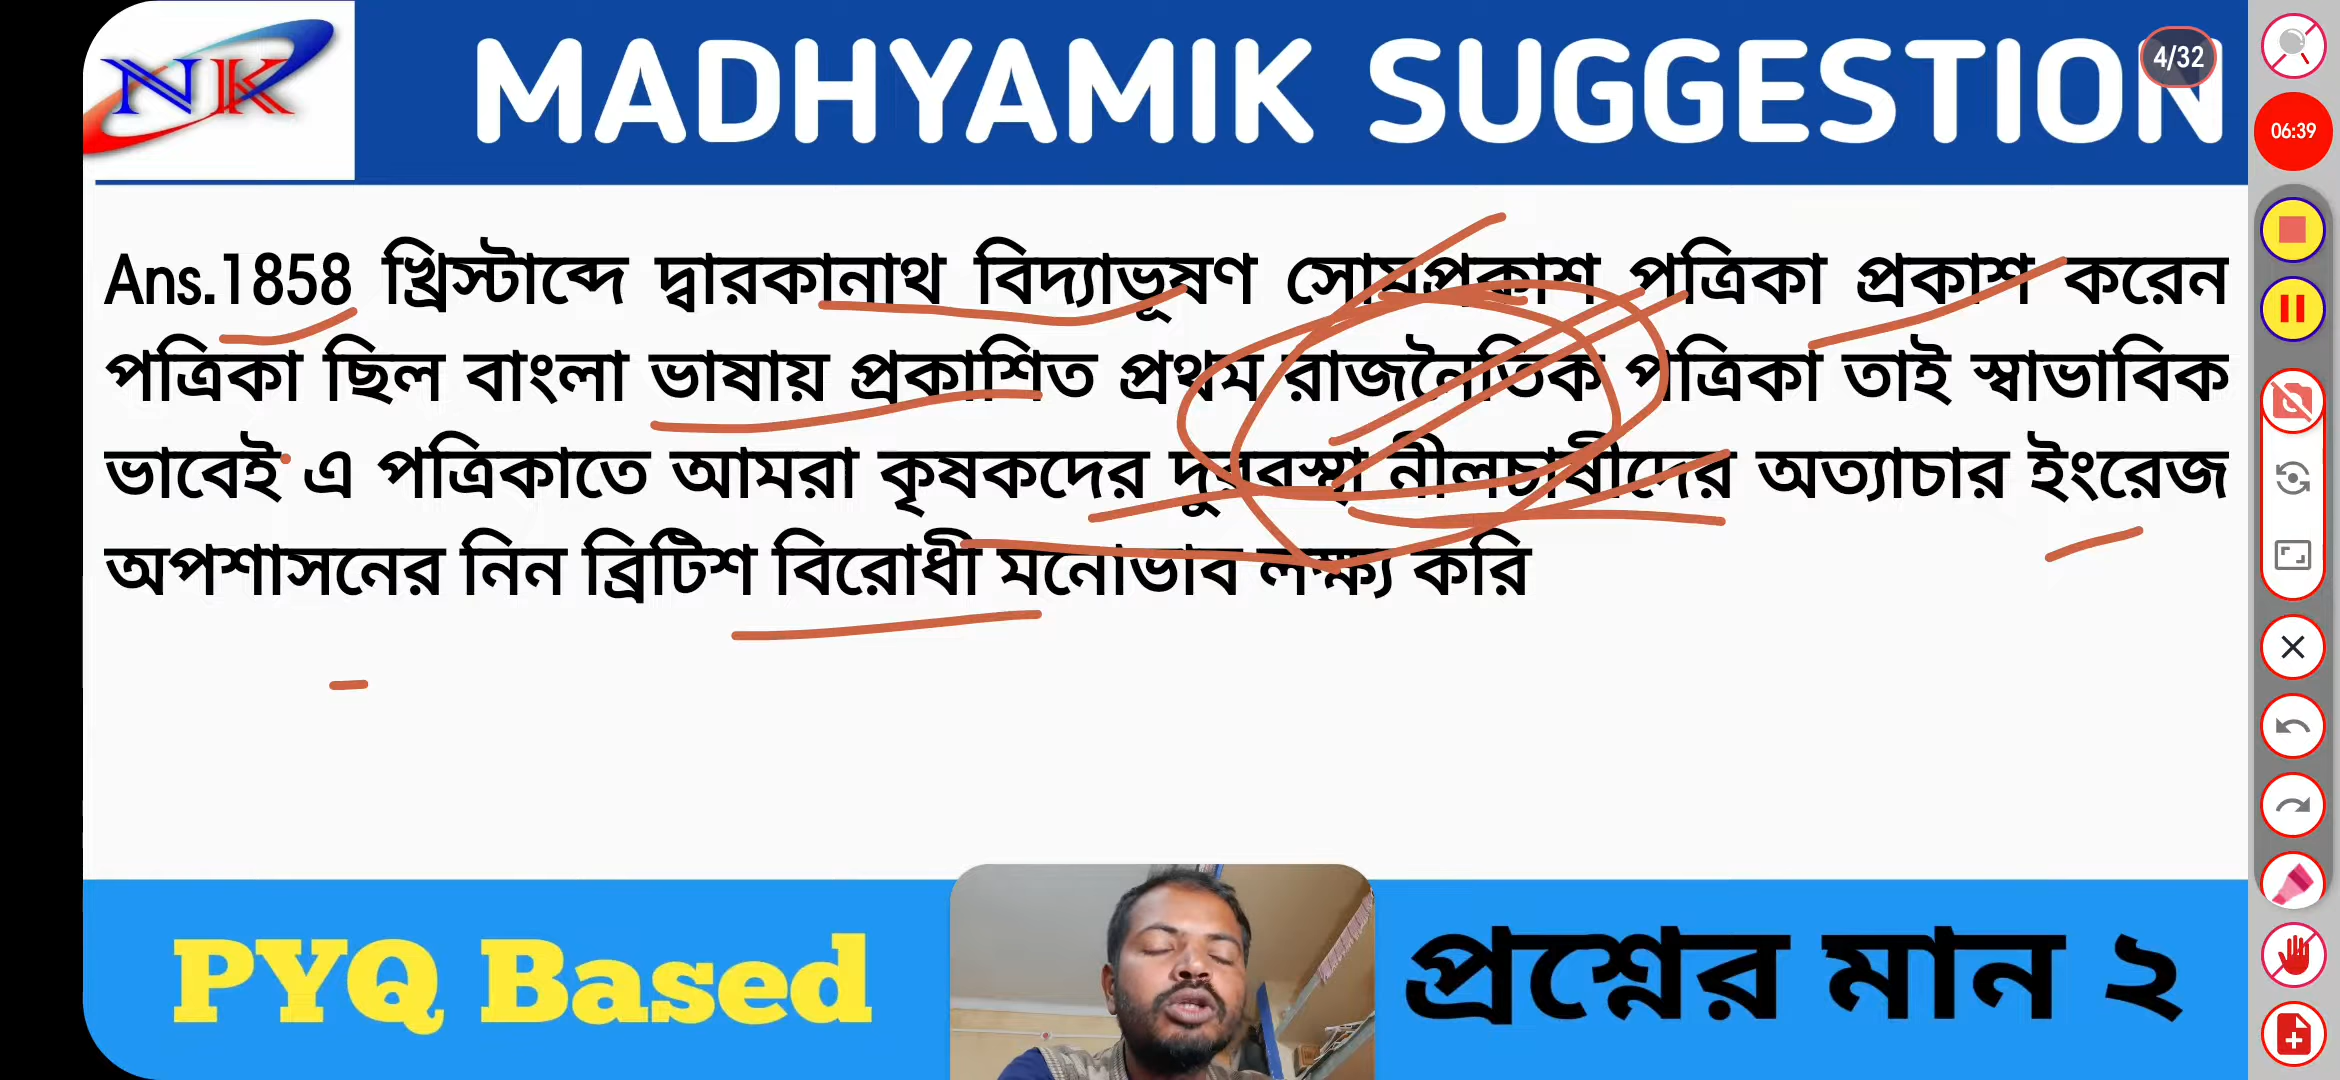 NK
MADHYAMIK SUGGESTION
4/32
06:39
Ans.1858 খ্রিস্টাব্দে দ্বারকানাথ বিদ্যাভূষণ সোমপ্রকাশ পত্রিকা প্রকাশ করেন
পত্রিকা ছিল বাংলা ভাষায় প্রকাশিত প্রথম রাজনৈতিক পত্রিকা তাই স্বাভাবিক
ভাবেই এ পত্রিকাতে আমরা কৃষকদের দুরবস্থা নীলচাষীদের অত্যাচার ইংরেজ
অপশাসনের নিন ব্রিটিশ বিরোধী মনোভাব লক্ষ্য করি
PYQ Based
প্রশ্নের মান ২